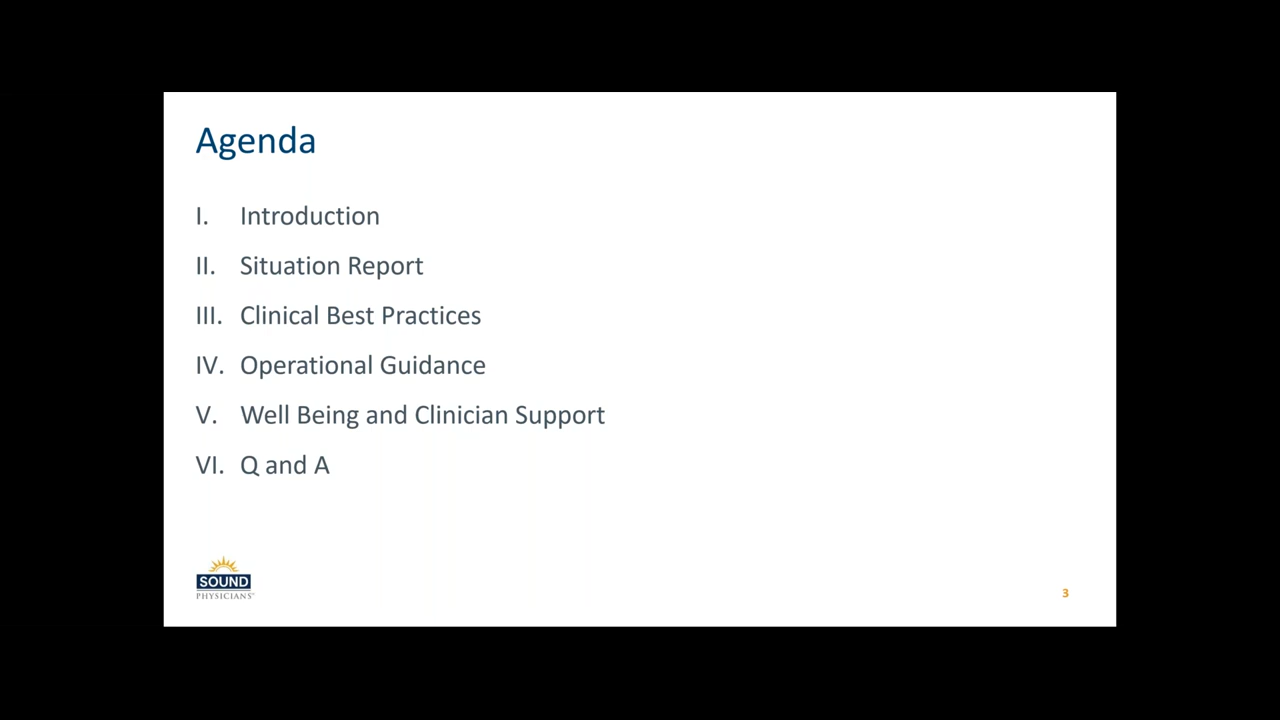 Agenda
I. Introduction
II. Situation Report
III. Clinical Best Practices
IV. Operational Guidance
V. Well Being and Clinician Support
VI. Q and A
SOUND
PHYSICIANS
3